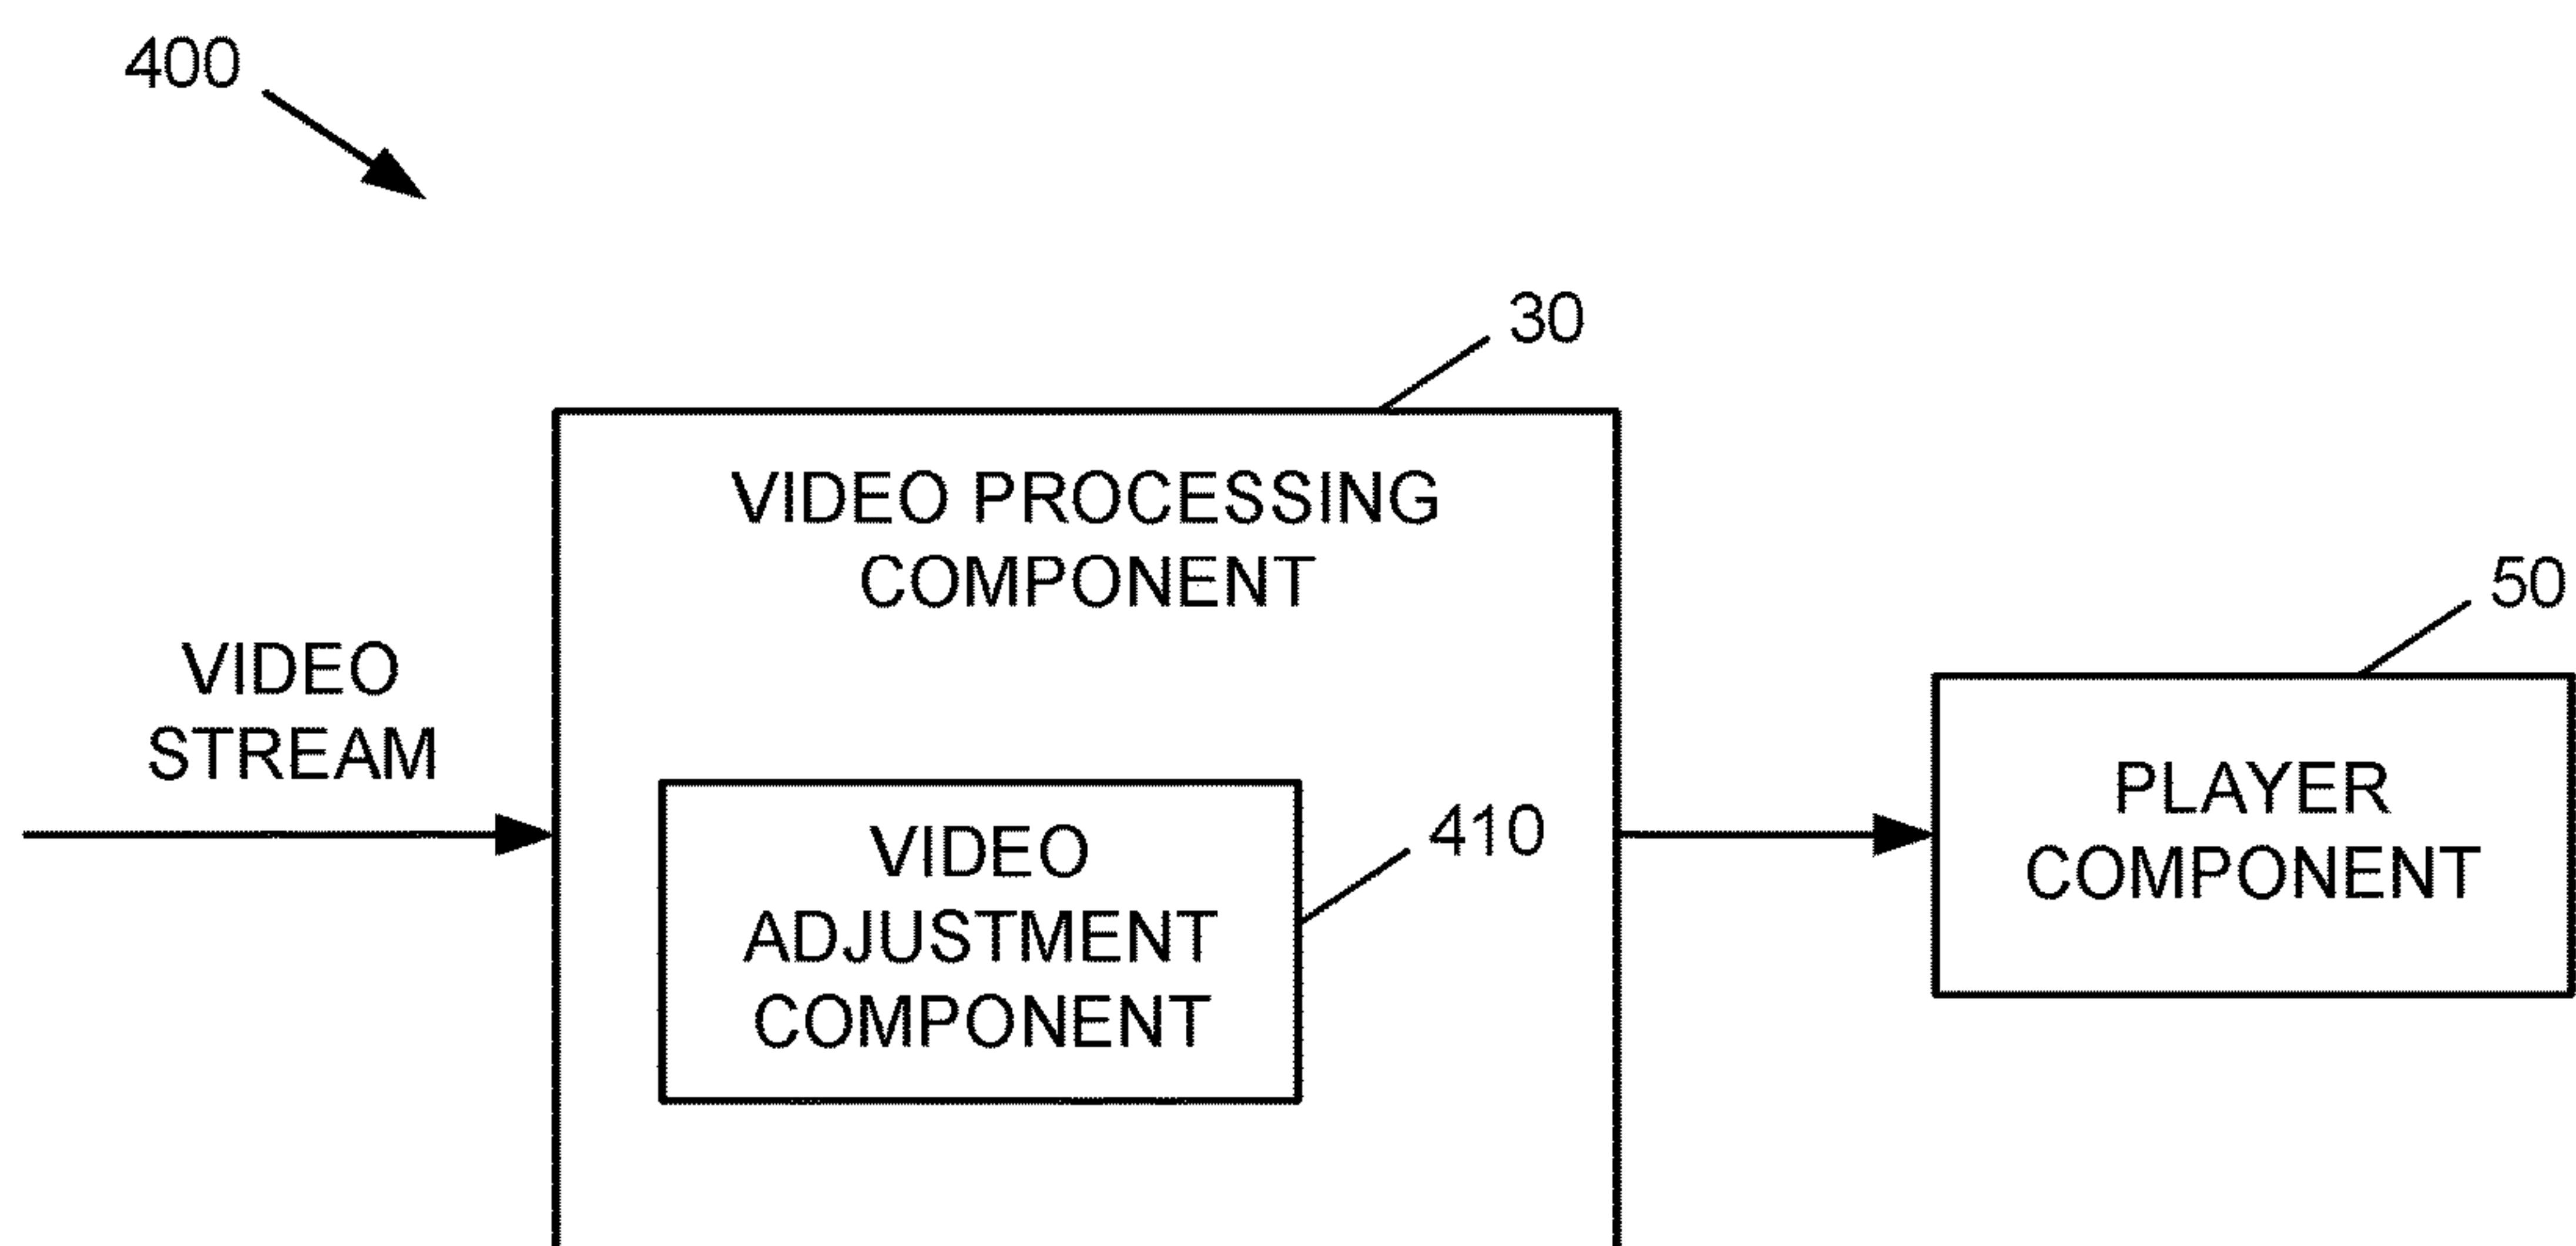 400
30
VIDEO PROCESSING
COMPONENT
50
VIDEO
STREAM
PLAYER
COMPONENT
410
VIDEO
ADJUSTMENT
COMPONENT